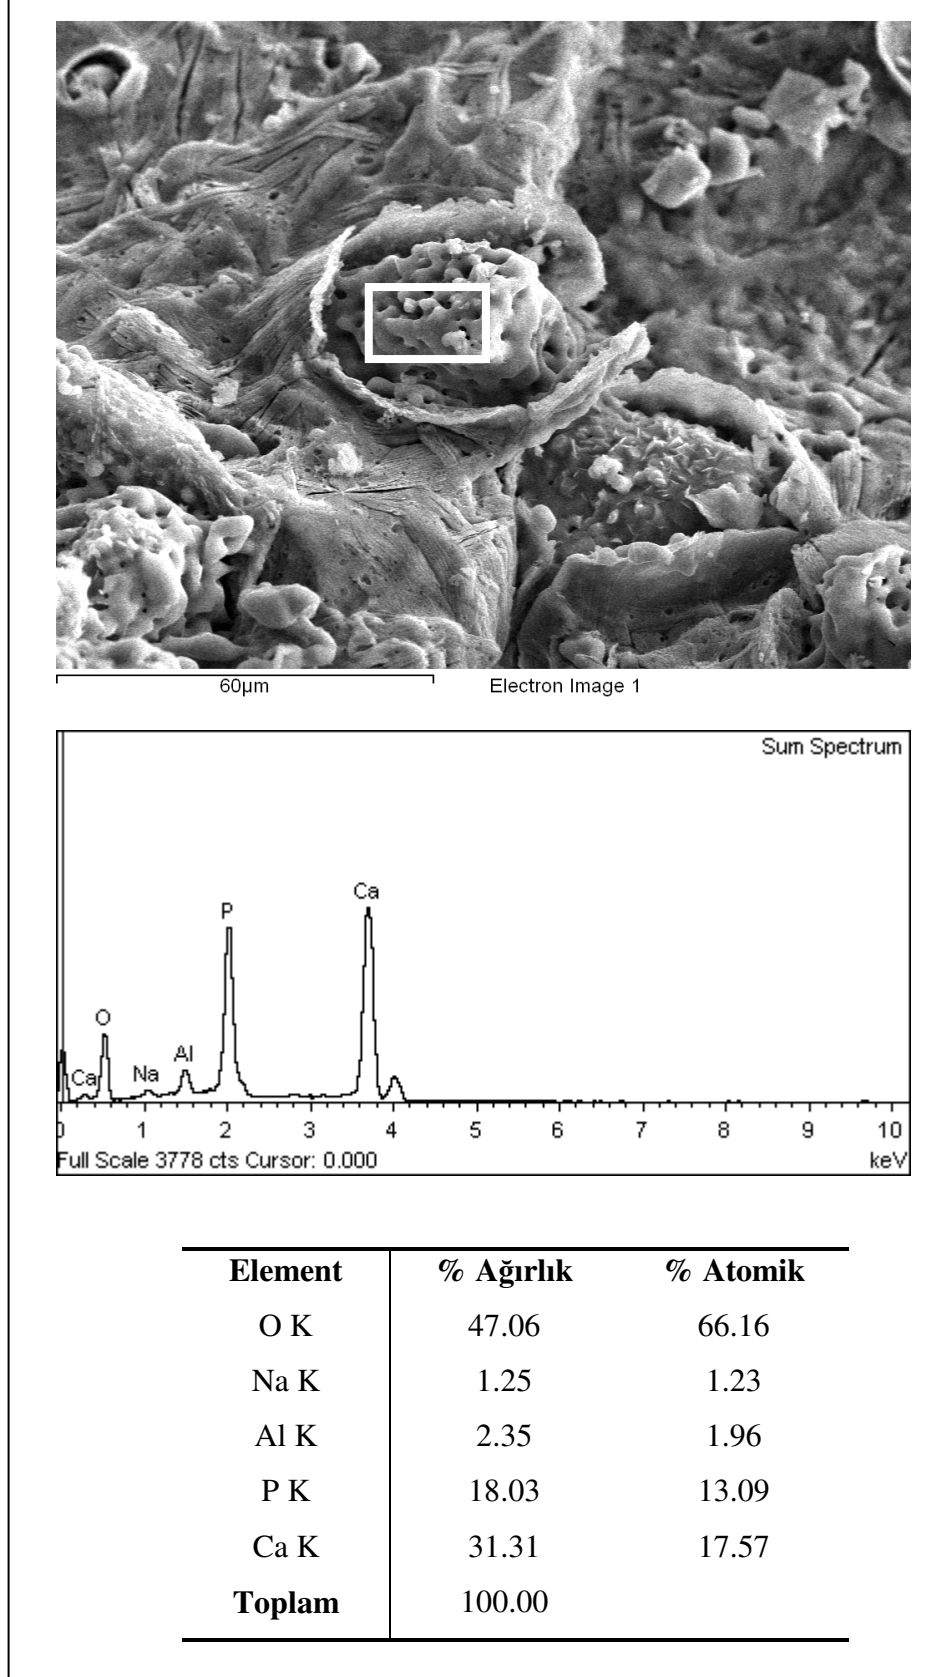 60µm Electron Image 1
Sum Spectrum
Ca
P
O
Al
Ca
Na
0 1 2 3 4 5 6 7 8 9 10
Full Scale 3778 cts Cursor: 0.000 keV
Element % Ağırlık % Atomik
O K 47.06 66.16
Na K 1.25 1.23
Al K 2.35 1.96
P K 18.03 13.09
Ca K 31.31 17.57
Toplam 100.00